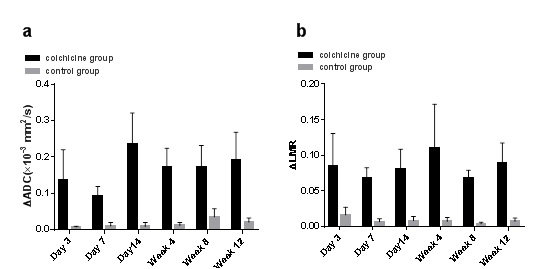 a
colchicine group
control group
ΔADC(×10⁻³ mm²/s)
0.4
0.3
0.2
0.1
0.0
Day 3
Day 7
Day14
Week 4
Week 8
Week 12
b
colchicine group
control group
ΔLMR
0.20
0.15
0.10
0.05
0.00
Day 3
Day 7
Day14
Week 4
Week 8
Week 12